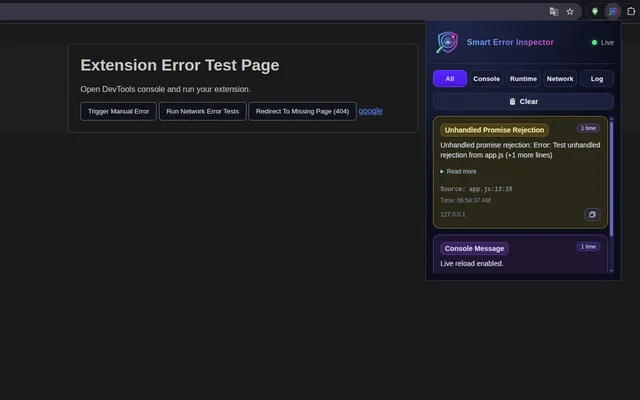 Extension Error Test Page
Open DevTools console and run your extension.
Trigger Manual Error
Run Network Error Tests
Redirect To Missing Page (404)
google
Smart Error Inspector
Live
All
Console
Runtime
Network
Log
Clear
Unhandled Promise Rejection
1 time
Unhandled promise rejection: Error: Test unhandled
rejection from app.js (+1 more lines)
Read more
Source: app.js:13:18
Time: 06:54:37 AM
127.0.0.1
Console Message
1 time
Live reload enabled.